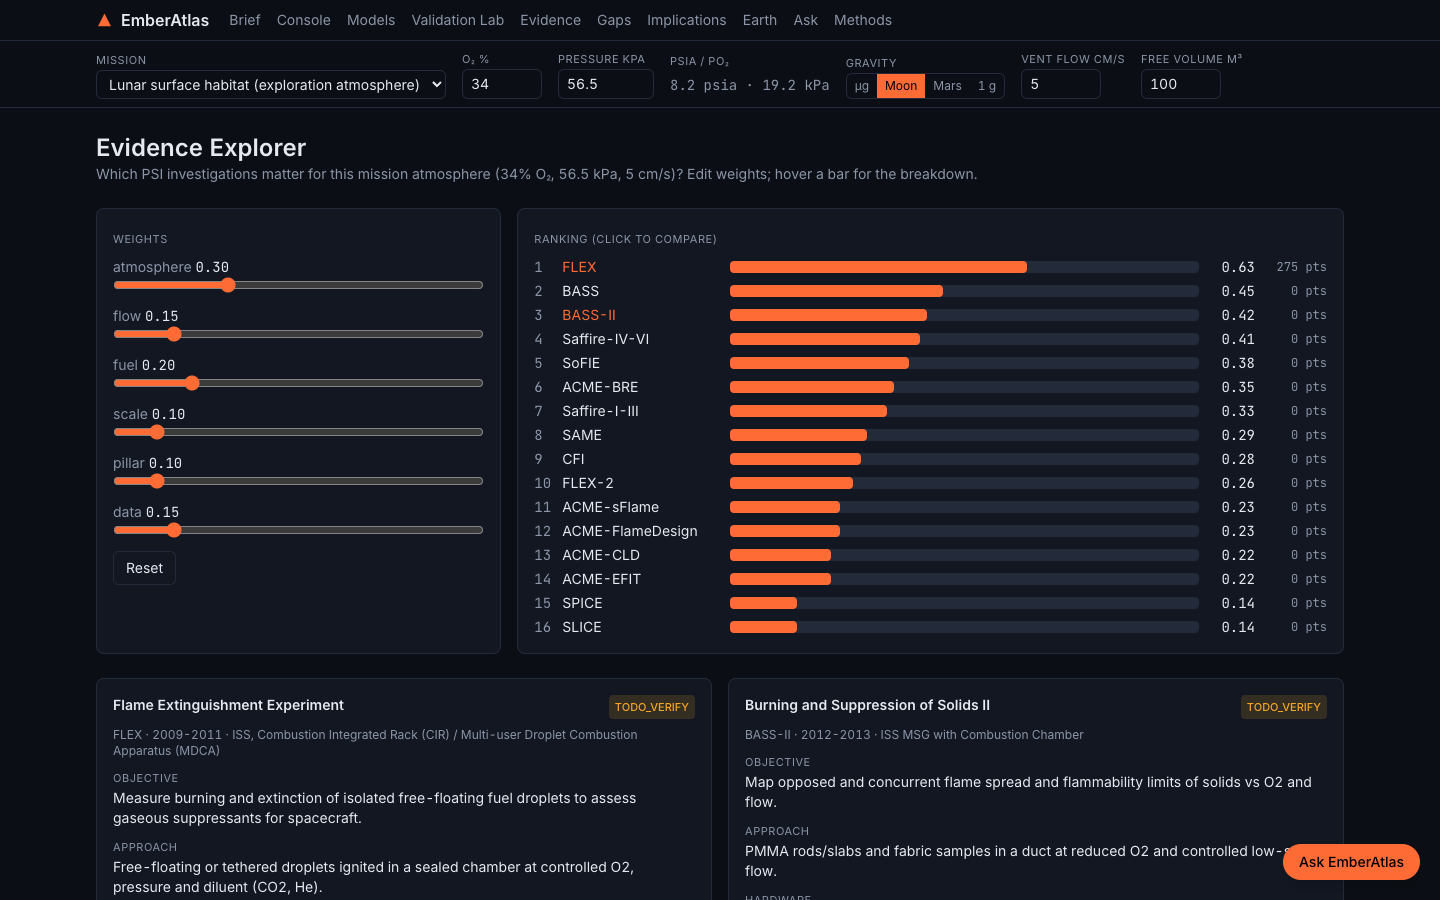 EmberAtlas Brief Console Models Validation Lab Evidence Gaps Implications Earth Ask Methods
MISSION O₂ % PRESSURE KPA PSIA / PO₂ GRAVITY VENT FLOW CM/S FREE VOLUME M³
Lunar surface habitat (exploration atmosphere) 34 56.5 8.2 psia · 19.2 kPa µg Moon Mars 1 g 5 100
Evidence Explorer
Which PSI investigations matter for this mission atmosphere (34% O₂, 56.5 kPa, 5 cm/s)? Edit weights; hover a bar for the breakdown.
WEIGHTS
atmosphere 0.30
flow 0.15
fuel 0.20
scale 0.10
pillar 0.10
data 0.15
Reset
RANKING (CLICK TO COMPARE)
1 FLEX 0.63 275 pts
2 BASS 0.45 0 pts
3 BASS-II 0.42 0 pts
4 Saffire-IV-VI 0.41 0 pts
5 SoFIE 0.38 0 pts
6 ACME-BRE 0.35 0 pts
7 Saffire-I-III 0.33 0 pts
8 SAME 0.29 0 pts
9 CFI 0.28 0 pts
10 FLEX-2 0.26 0 pts
11 ACME-sFlame 0.23 0 pts
12 ACME-FlameDesign 0.23 0 pts
13 ACME-CLD 0.22 0 pts
14 ACME-EFIT 0.22 0 pts
15 SPICE 0.14 0 pts
16 SLICE 0.14 0 pts
Flame Extinguishment Experiment TODO_VERIFY
FLEX · 2009-2011 · ISS, Combustion Integrated Rack (CIR) / Multi-user Droplet Combustion
Apparatus (MDCA)
OBJECTIVE
Measure burning and extinction of isolated free-floating fuel droplets to assess
gaseous suppressants for spacecraft.
APPROACH
Free-floating or tethered droplets ignited in a sealed chamber at controlled O2,
pressure and diluent (CO2, He).
Burning and Suppression of Solids II TODO_VERIFY
BASS-II · 2012-2013 · ISS MSG with Combustion Chamber
OBJECTIVE
Map opposed and concurrent flame spread and flammability limits of solids vs O2 and
flow.
APPROACH
PMMA rods/slabs and fabric samples in a duct at reduced O2 and controlled
flow.
HARDWARE
Ask EmberAtlas